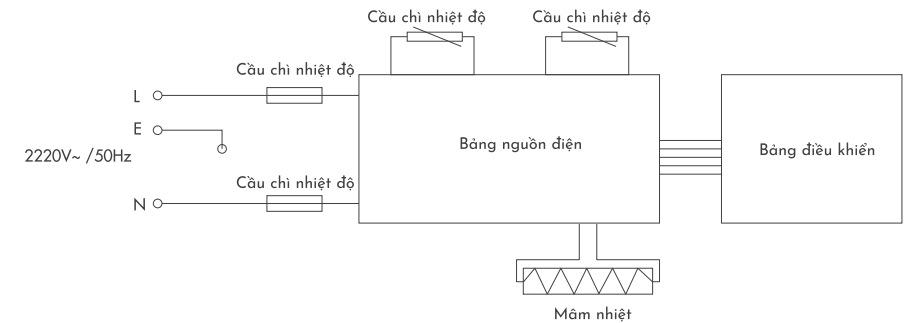 Cầu chì nhiệt độ
Cầu chì nhiệt độ
Cầu chì nhiệt độ
L
E
2220V~ /50Hz
Bảng nguồn điện
Bảng điều khiển
Cầu chì nhiệt độ
N
Mâm nhiệt